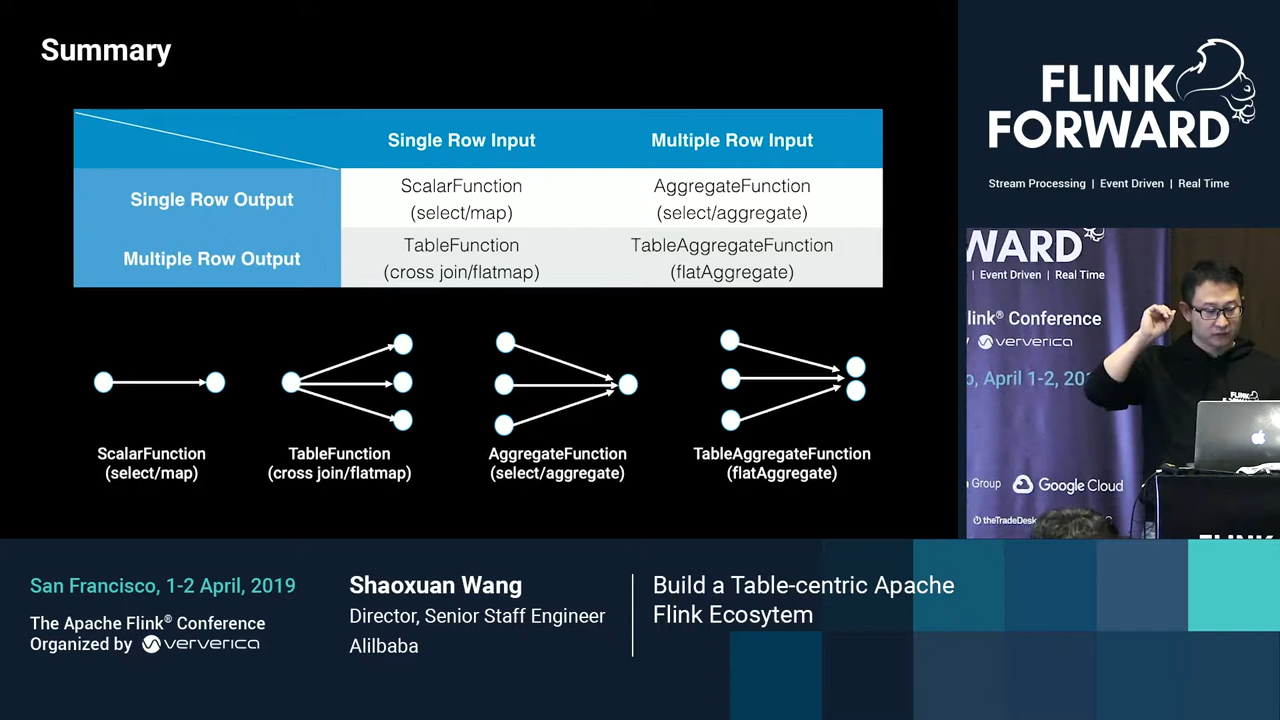 Summary
Single Row Input
Multiple Row Input
Single Row Output
ScalarFunction
(select/map)
AggregateFunction
(select/aggregate)
Multiple Row Output
TableFunction
(cross join/flatmap)
TableAggregateFunction
(flatAggregate)
ScalarFunction
(select/map)
TableFunction
(cross join/flatmap)
AggregateFunction
(select/aggregate)
TableAggregateFunction
(flatAggregate)
FLINK
FORWARD
Stream Processing | Event Driven | Real Time
WARD
| Event Driven | Real Time
link® Conference
ververica
o, April 1-2, 201
Group
Google Cloud
theTradeDesk
FLINK
San Francisco, 1-2 April, 2019
The Apache Flink® Conference
Organized by ververica
Shaoxuan Wang
Director, Senior Staff Engineer
Alilbaba
Build a Table-centric Apache
Flink Ecosytem